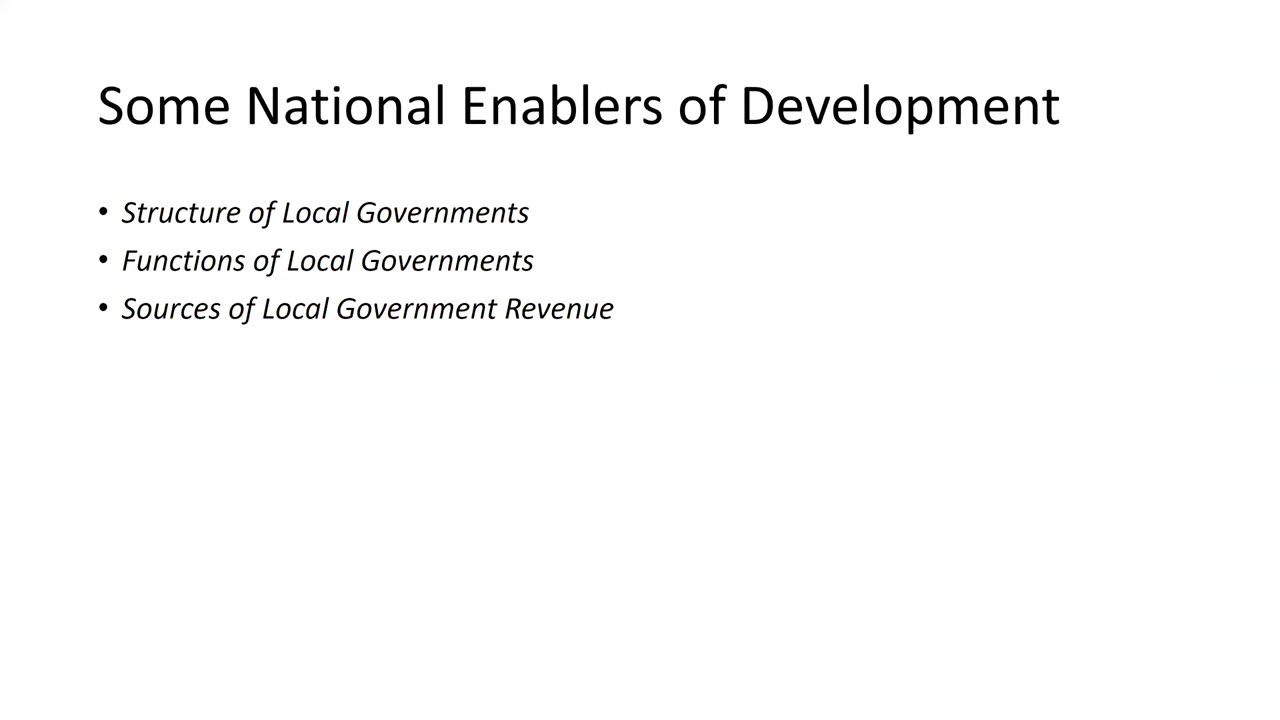 Some National Enablers of Development
• Structure of Local Governments
• Functions of Local Governments
• Sources of Local Government Revenue